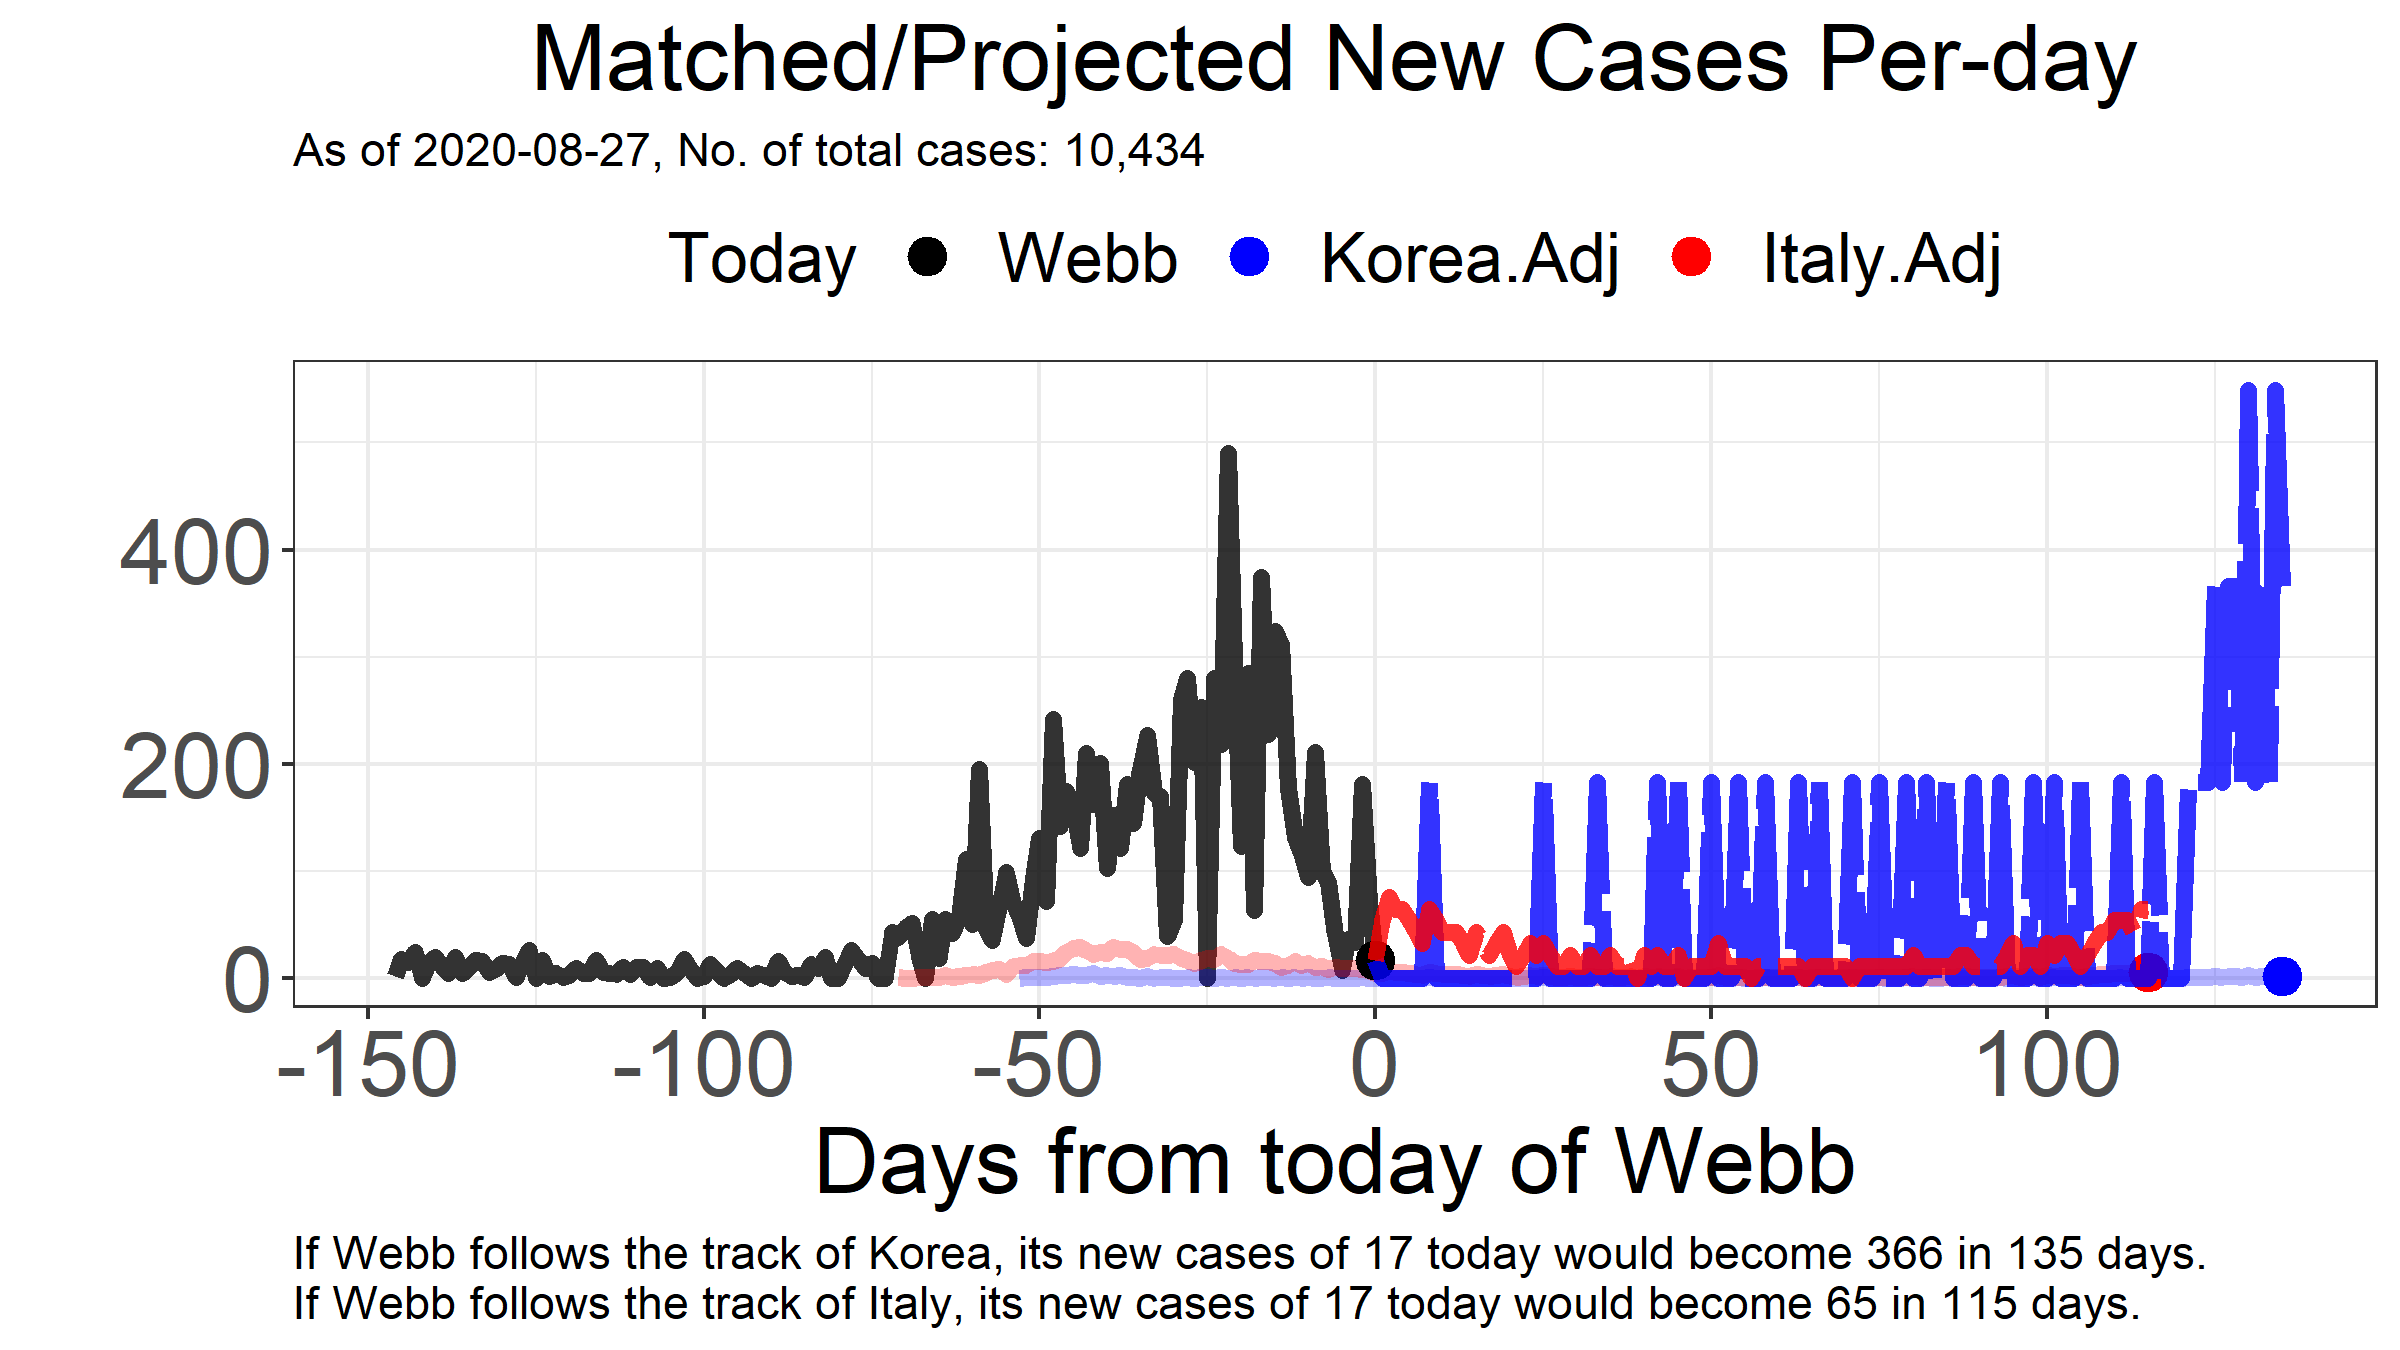 Matched/Projected New Cases Per-day
As of 2020-08-27, No. of total cases: 10,434
Today Webb Korea.Adj Italy.Adj
400
200
0
-150 -100 -50 0 50 100
Days from today of Webb
If Webb follows the track of Korea, its new cases of 17 today would become 366 in 135 days.
If Webb follows the track of Italy, its new cases of 17 today would become 65 in 115 days.